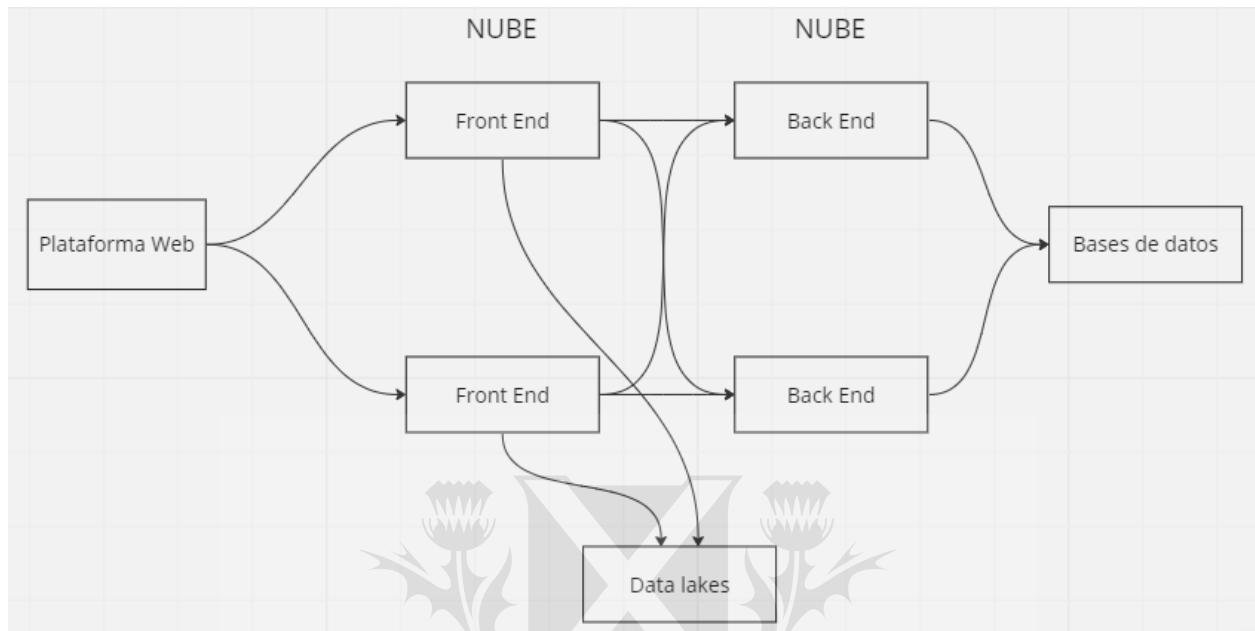 NUBE
NUBE
Front End
Back End
Plataforma Web
Bases de datos
Front End
Back End
Data lakes